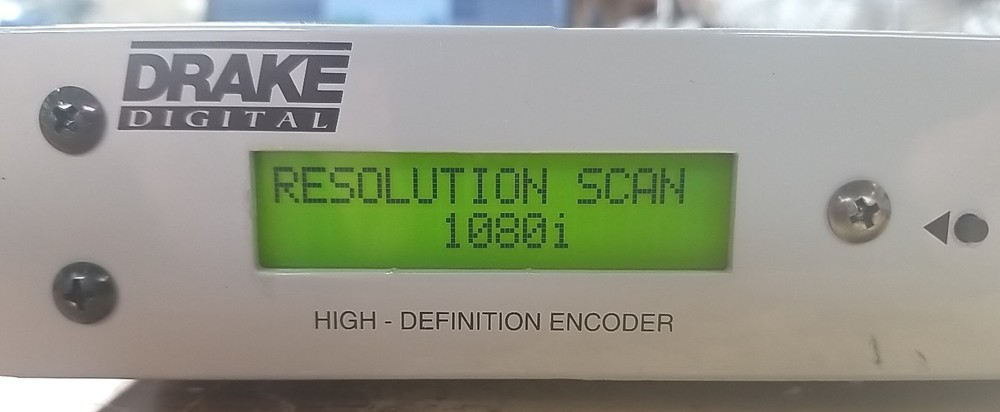 DRAKE
DIGITAL
RESOLUTION SCAN
1080i
HIGH - DEFINITION ENCODER